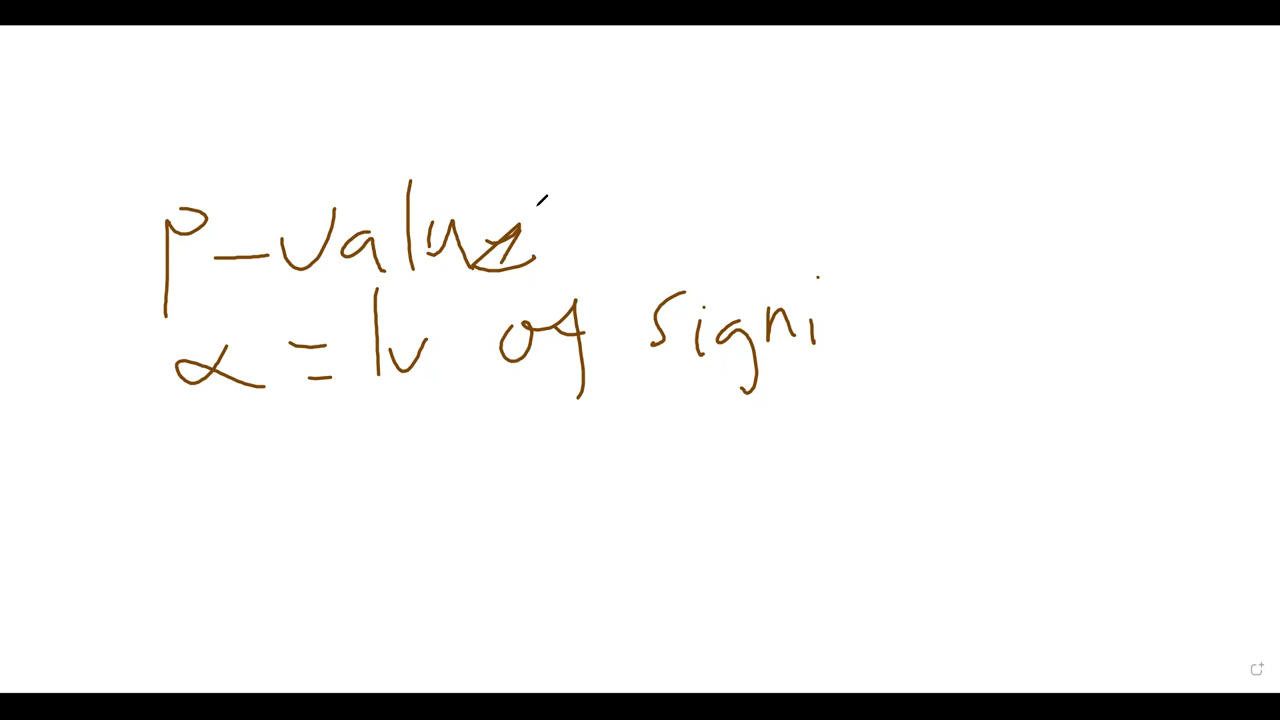 P-value
α = lv of signi